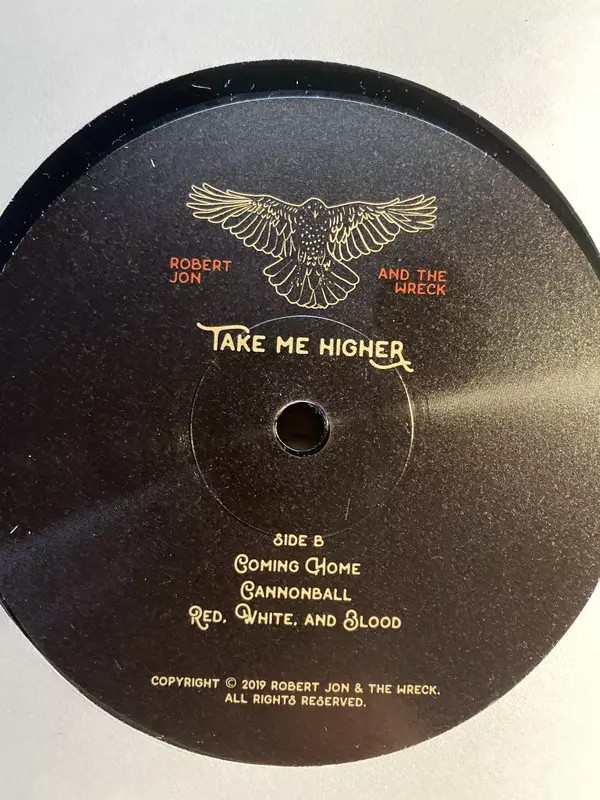 ROBERT JON
AND THE WRECK
TAKE ME HIGHER
SIDE B
COMING HOME
CANNONBALL
RED, WHITE, AND BLOOD
COPYRIGHT © 2019 ROBERT JON & THE WRECK.
ALL RIGHTS RESERVED.